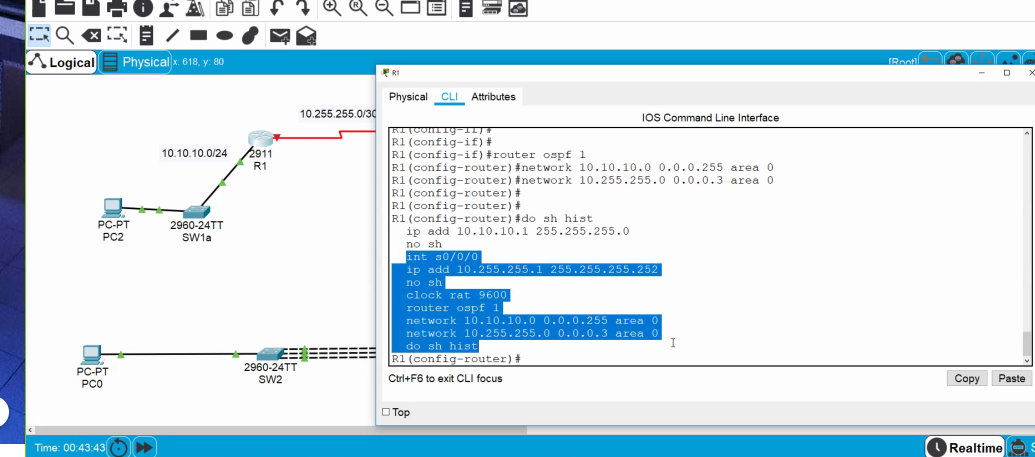 Logical
Physical x: 618, y: 80
[Root]
10.255.255.0/30
10.10.10.0/24
2911
R1
PC-PT
PC2
2960-24TT
SW1a
PC-PT
PC0
2960-24TT
SW2
R1
Physical CLI Attributes
IOS Command Line Interface
R1(config-if)#
R1(config-if)#
R1(config-if)#router ospf 1
R1(config-router)#network 10.10.10.0 0.0.0.255 area 0
R1(config-router)#network 10.255.255.0 0.0.0.3 area 0
R1(config-router)#
R1(config-router)#
R1(config-router)#do sh hist
ip add 10.10.10.1 255.255.255.0
no sh
int s0/0/0
ip add 10.255.255.1 255.255.255.252
no sh
clock rat 9600
router ospf 1
network 10.10.10.0 0.0.0.255 area 0
network 10.255.255.0 0.0.0.3 area 0
do sh hist
R1(config-router)#
Ctrl+F6 to exit CLI focus
Copy Paste
Top
Time: 00:43:43
Realtime